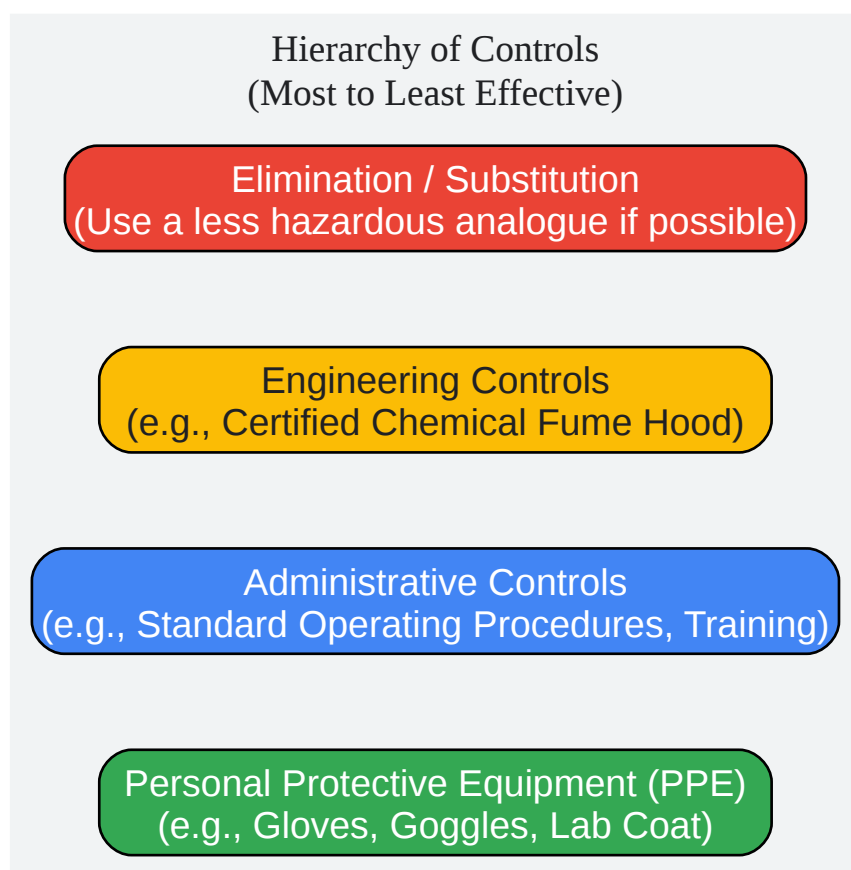 Hierarchy of Controls
(Most to Least Effective)
Elimination / Substitution
(Use a less hazardous analogue if possible)
Engineering Controls
(e.g., Certified Chemical Fume Hood)
Administrative Controls
(e.g., Standard Operating Procedures, Training)
Personal Protective Equipment (PPE)
(e.g., Gloves, Goggles, Lab Coat)